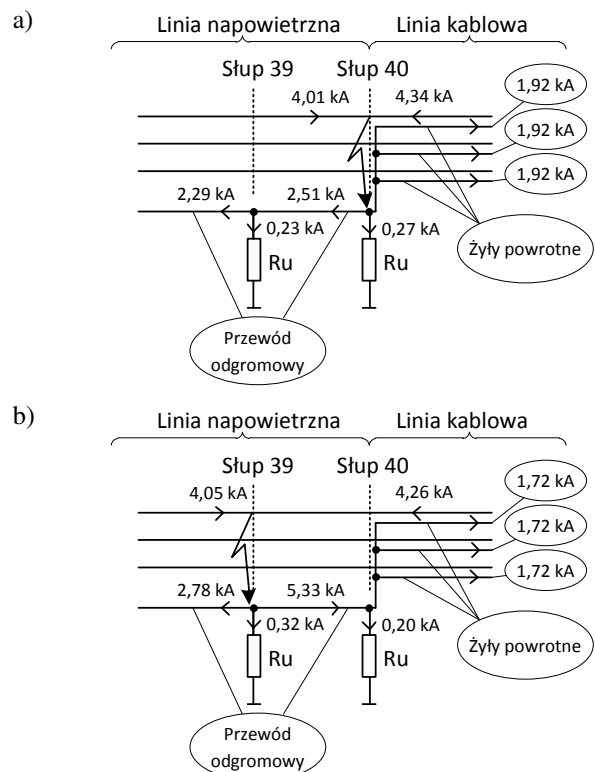 a)
Linia napowietrzna Linia kablowa
Słup 39 Słup 40
4,01 kA 4,34 kA
1,92 kA
1,92 kA
1,92 kA
2,29 kA 2,51 kA
0,23 kA 0,27 kA
Ru Ru
Żyły powrotne
Przewód
odgromowy
b)
Linia napowietrzna Linia kablowa
Słup 39 Słup 40
4,05 kA 4,26 kA
1,72 kA
1,72 kA
1,72 kA
2,78 kA 5,33 kA
0,32 kA 0,20 kA
Ru Ru
Żyły powrotne
Przewód
odgromowy